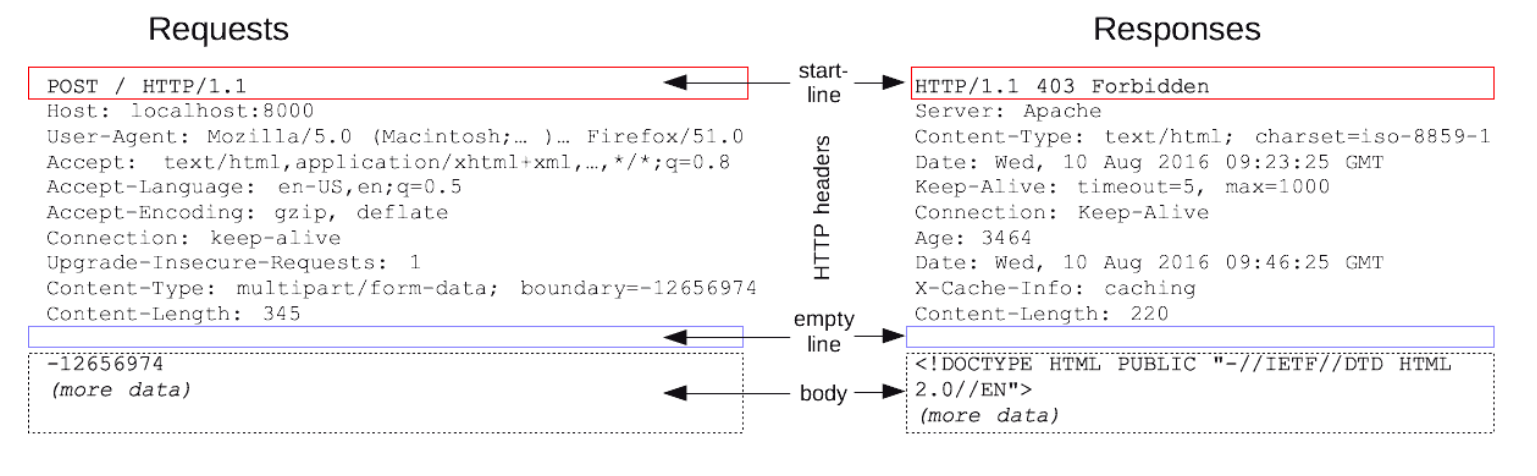 Requests
POST / HTTP/1.1
Host: localhost:8000
User-Agent: Mozilla/5.0 (Macintosh;… )… Firefox/51.0
Accept: text/html,application/xhtml+xml,…,*/*;q=0.8
Accept-Language: en-US,en;q=0.5
Accept-Encoding: gzip, deflate
Connection: keep-alive
Upgrade-Insecure-Requests: 1
Content-Type: multipart/form-data; boundary=-12656974
Content-Length: 345
-12656974
(more data)
start-
line
HTTP headers
empty
line
body
Responses
HTTP/1.1 403 Forbidden
Server: Apache
Content-Type: text/html; charset=iso-8859-1
Date: Wed, 10 Aug 2016 09:23:25 GMT
Keep-Alive: timeout=5, max=1000
Connection: Keep-Alive
Age: 3464
Date: Wed, 10 Aug 2016 09:46:25 GMT
X-Cache-Info: caching
Content-Length: 220
<!DOCTYPE HTML PUBLIC "-//IETF//DTD HTML
2.0//EN">
(more data)